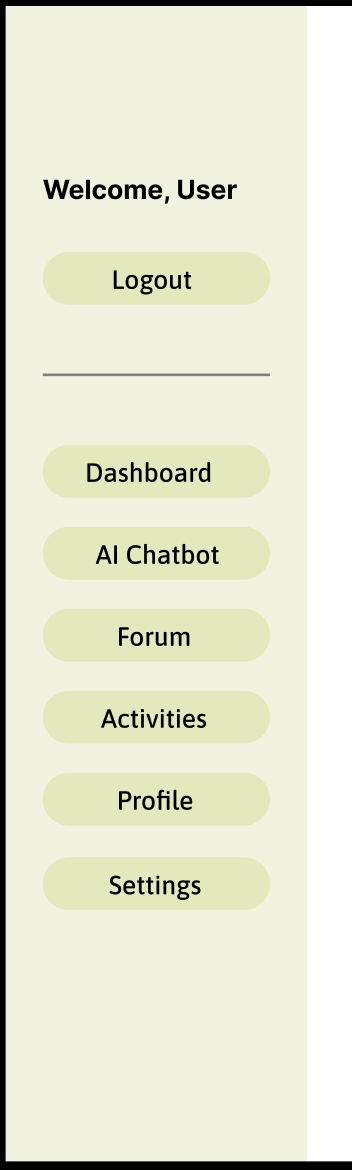 Welcome, User
Logout
Dashboard
AI Chatbot
Forum
Activities
Profile
Settings